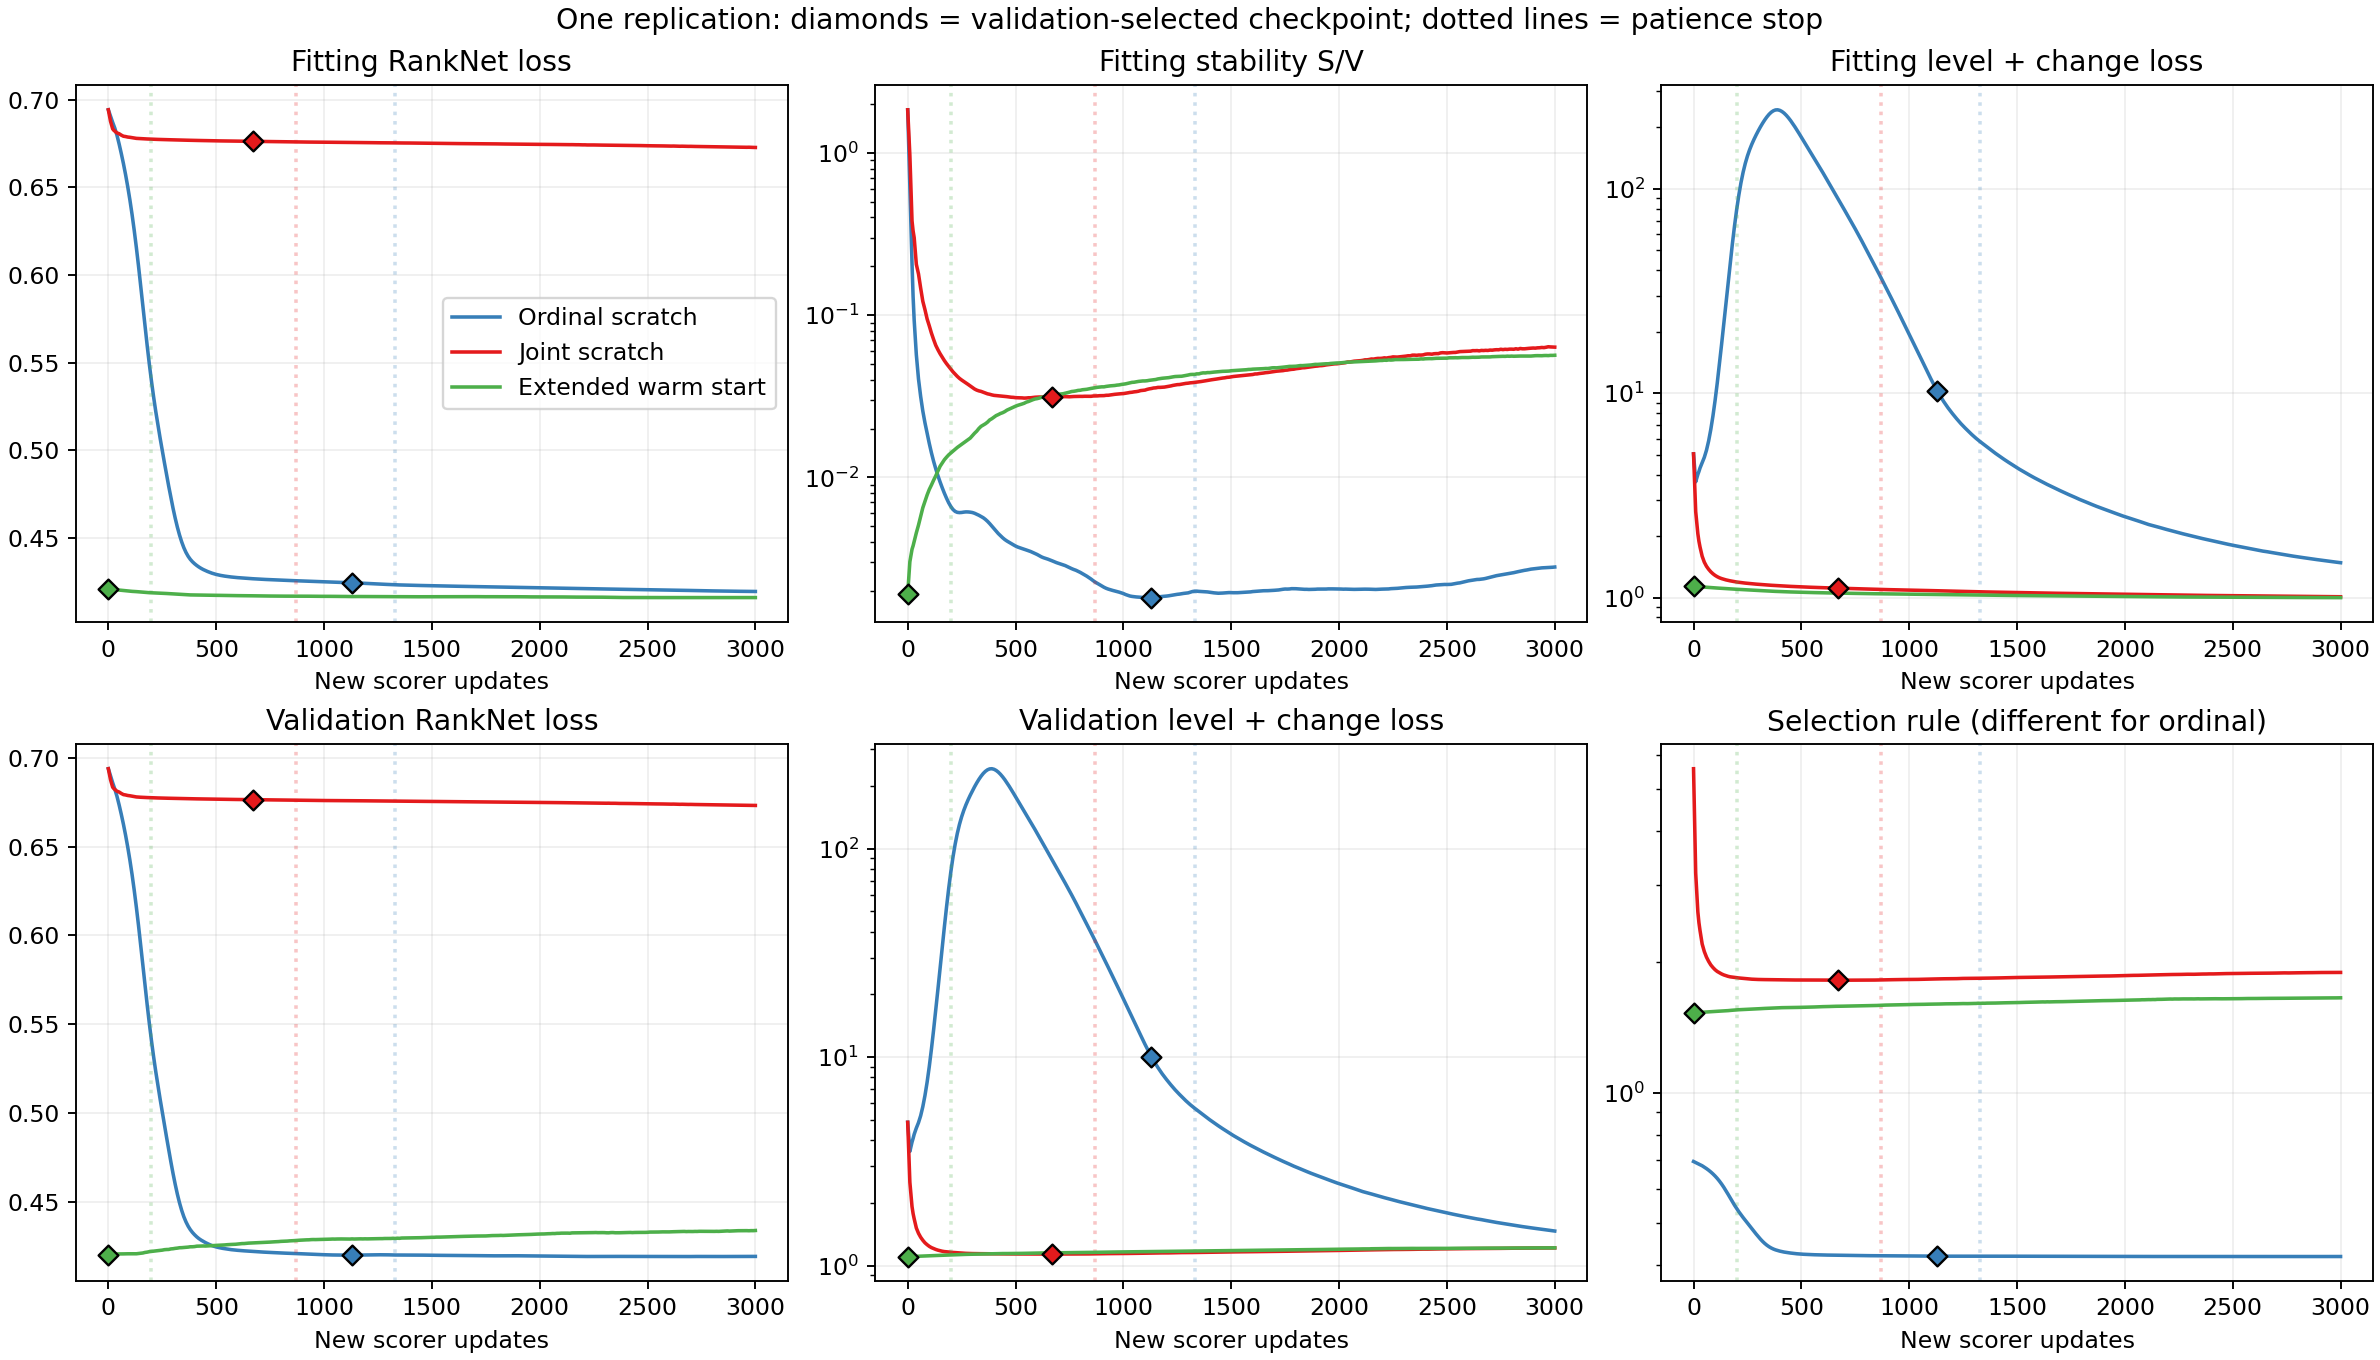 One replication: diamonds = validation-selected checkpoint; dotted lines = patience stop
Fitting RankNet loss
0.70
0.65
0.60
0.55
0.50
0.45
Ordinal scratch
Joint scratch
Extended warm start
0 500 1000 1500 2000 2500 3000
New scorer updates
Fitting stability S/V
10^0
10^-1
10^-2
0 500 1000 1500 2000 2500 3000
New scorer updates
Fitting level + change loss
10^2
10^1
10^0
0 500 1000 1500 2000 2500 3000
New scorer updates
Validation RankNet loss
0.70
0.65
0.60
0.55
0.50
0.45
0 500 1000 1500 2000 2500 3000
New scorer updates
Validation level + change loss
10^2
10^1
10^0
0 500 1000 1500 2000 2500 3000
New scorer updates
Selection rule (different for ordinal)
10^0
0 500 1000 1500 2000 2500 3000
New scorer updates